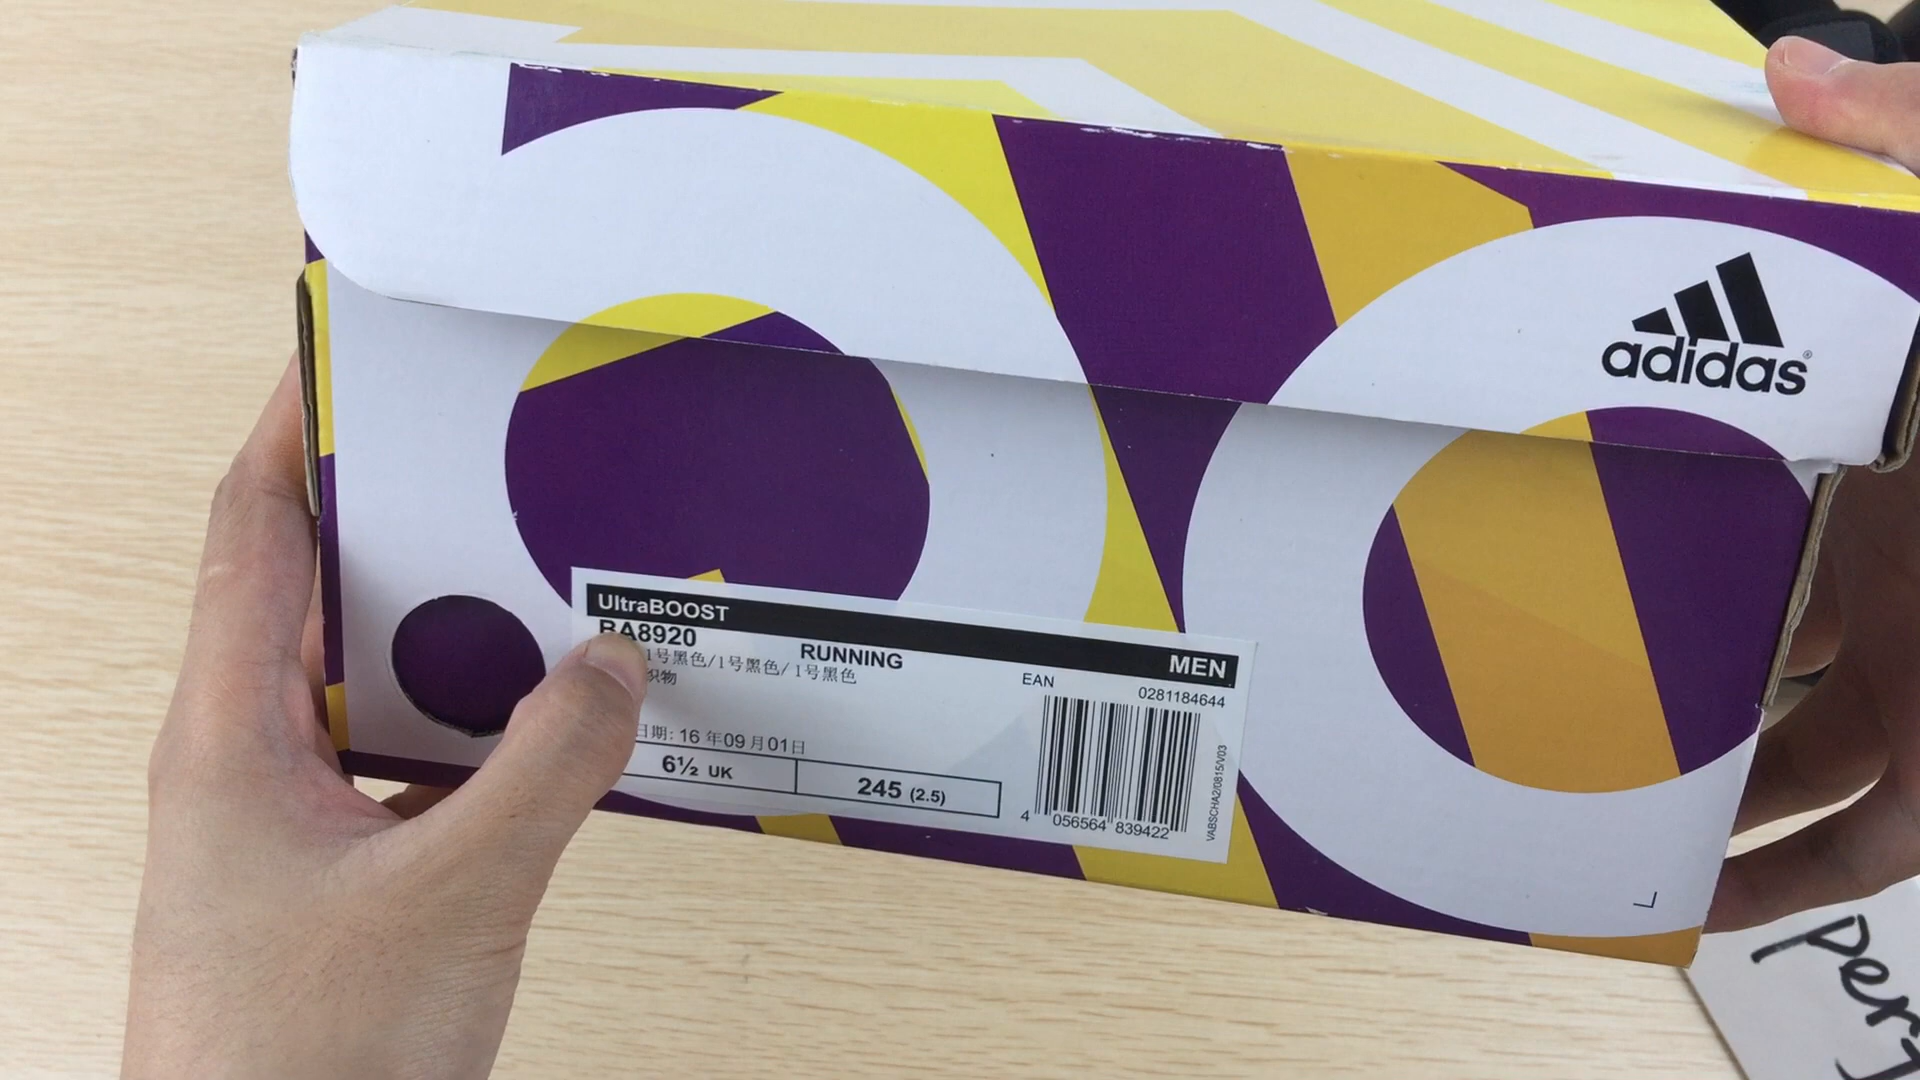 adidas®
UltraBOOST
MEN
BA8920
RUNNING
1号黑色/1号黑色/1号黑色
织物
日期: 16 年09月01日
6½ UK
245 (2.5)
EAN
0281184644
4 056564 839422
VABSCHA2/0815/V03